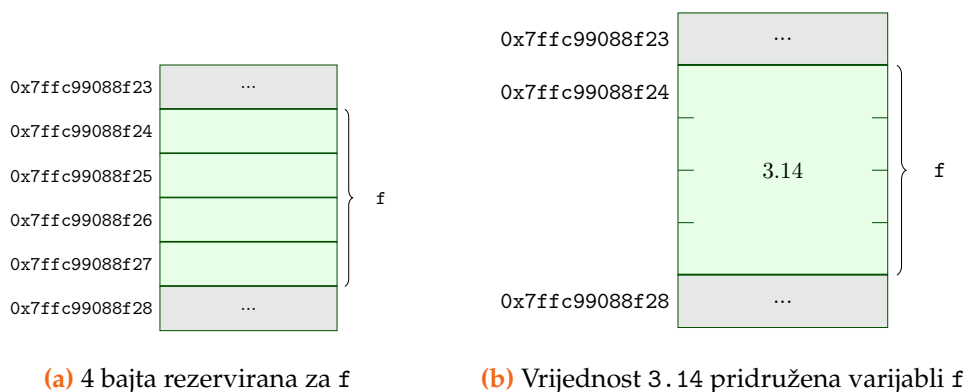 0x7ffc99088f23 ...
0x7ffc99088f24
0x7ffc99088f25
0x7ffc99088f26
0x7ffc99088f27
0x7ffc99088f28 ...
f
(a) 4 bajta rezervirana za f
0x7ffc99088f23 ...
0x7ffc99088f24
3.14 f
0x7ffc99088f28 ...
(b) Vrijednost 3.14 pridružena varijabli f